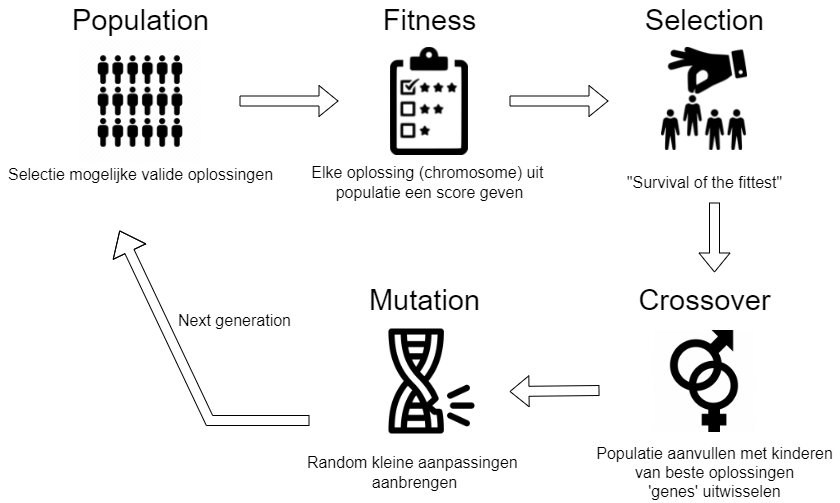 Population
Fitness
Selection
Selectie mogelijke valide oplossingen
Elke oplossing (chromosome) uit
populatie een score geven
"Survival of the fittest"
Next generation
Mutation
Crossover
Random kleine aanpassingen
aanbrengen
Populatie aanvullen met kinderen
van beste oplossingen
'genes' uitwisselen